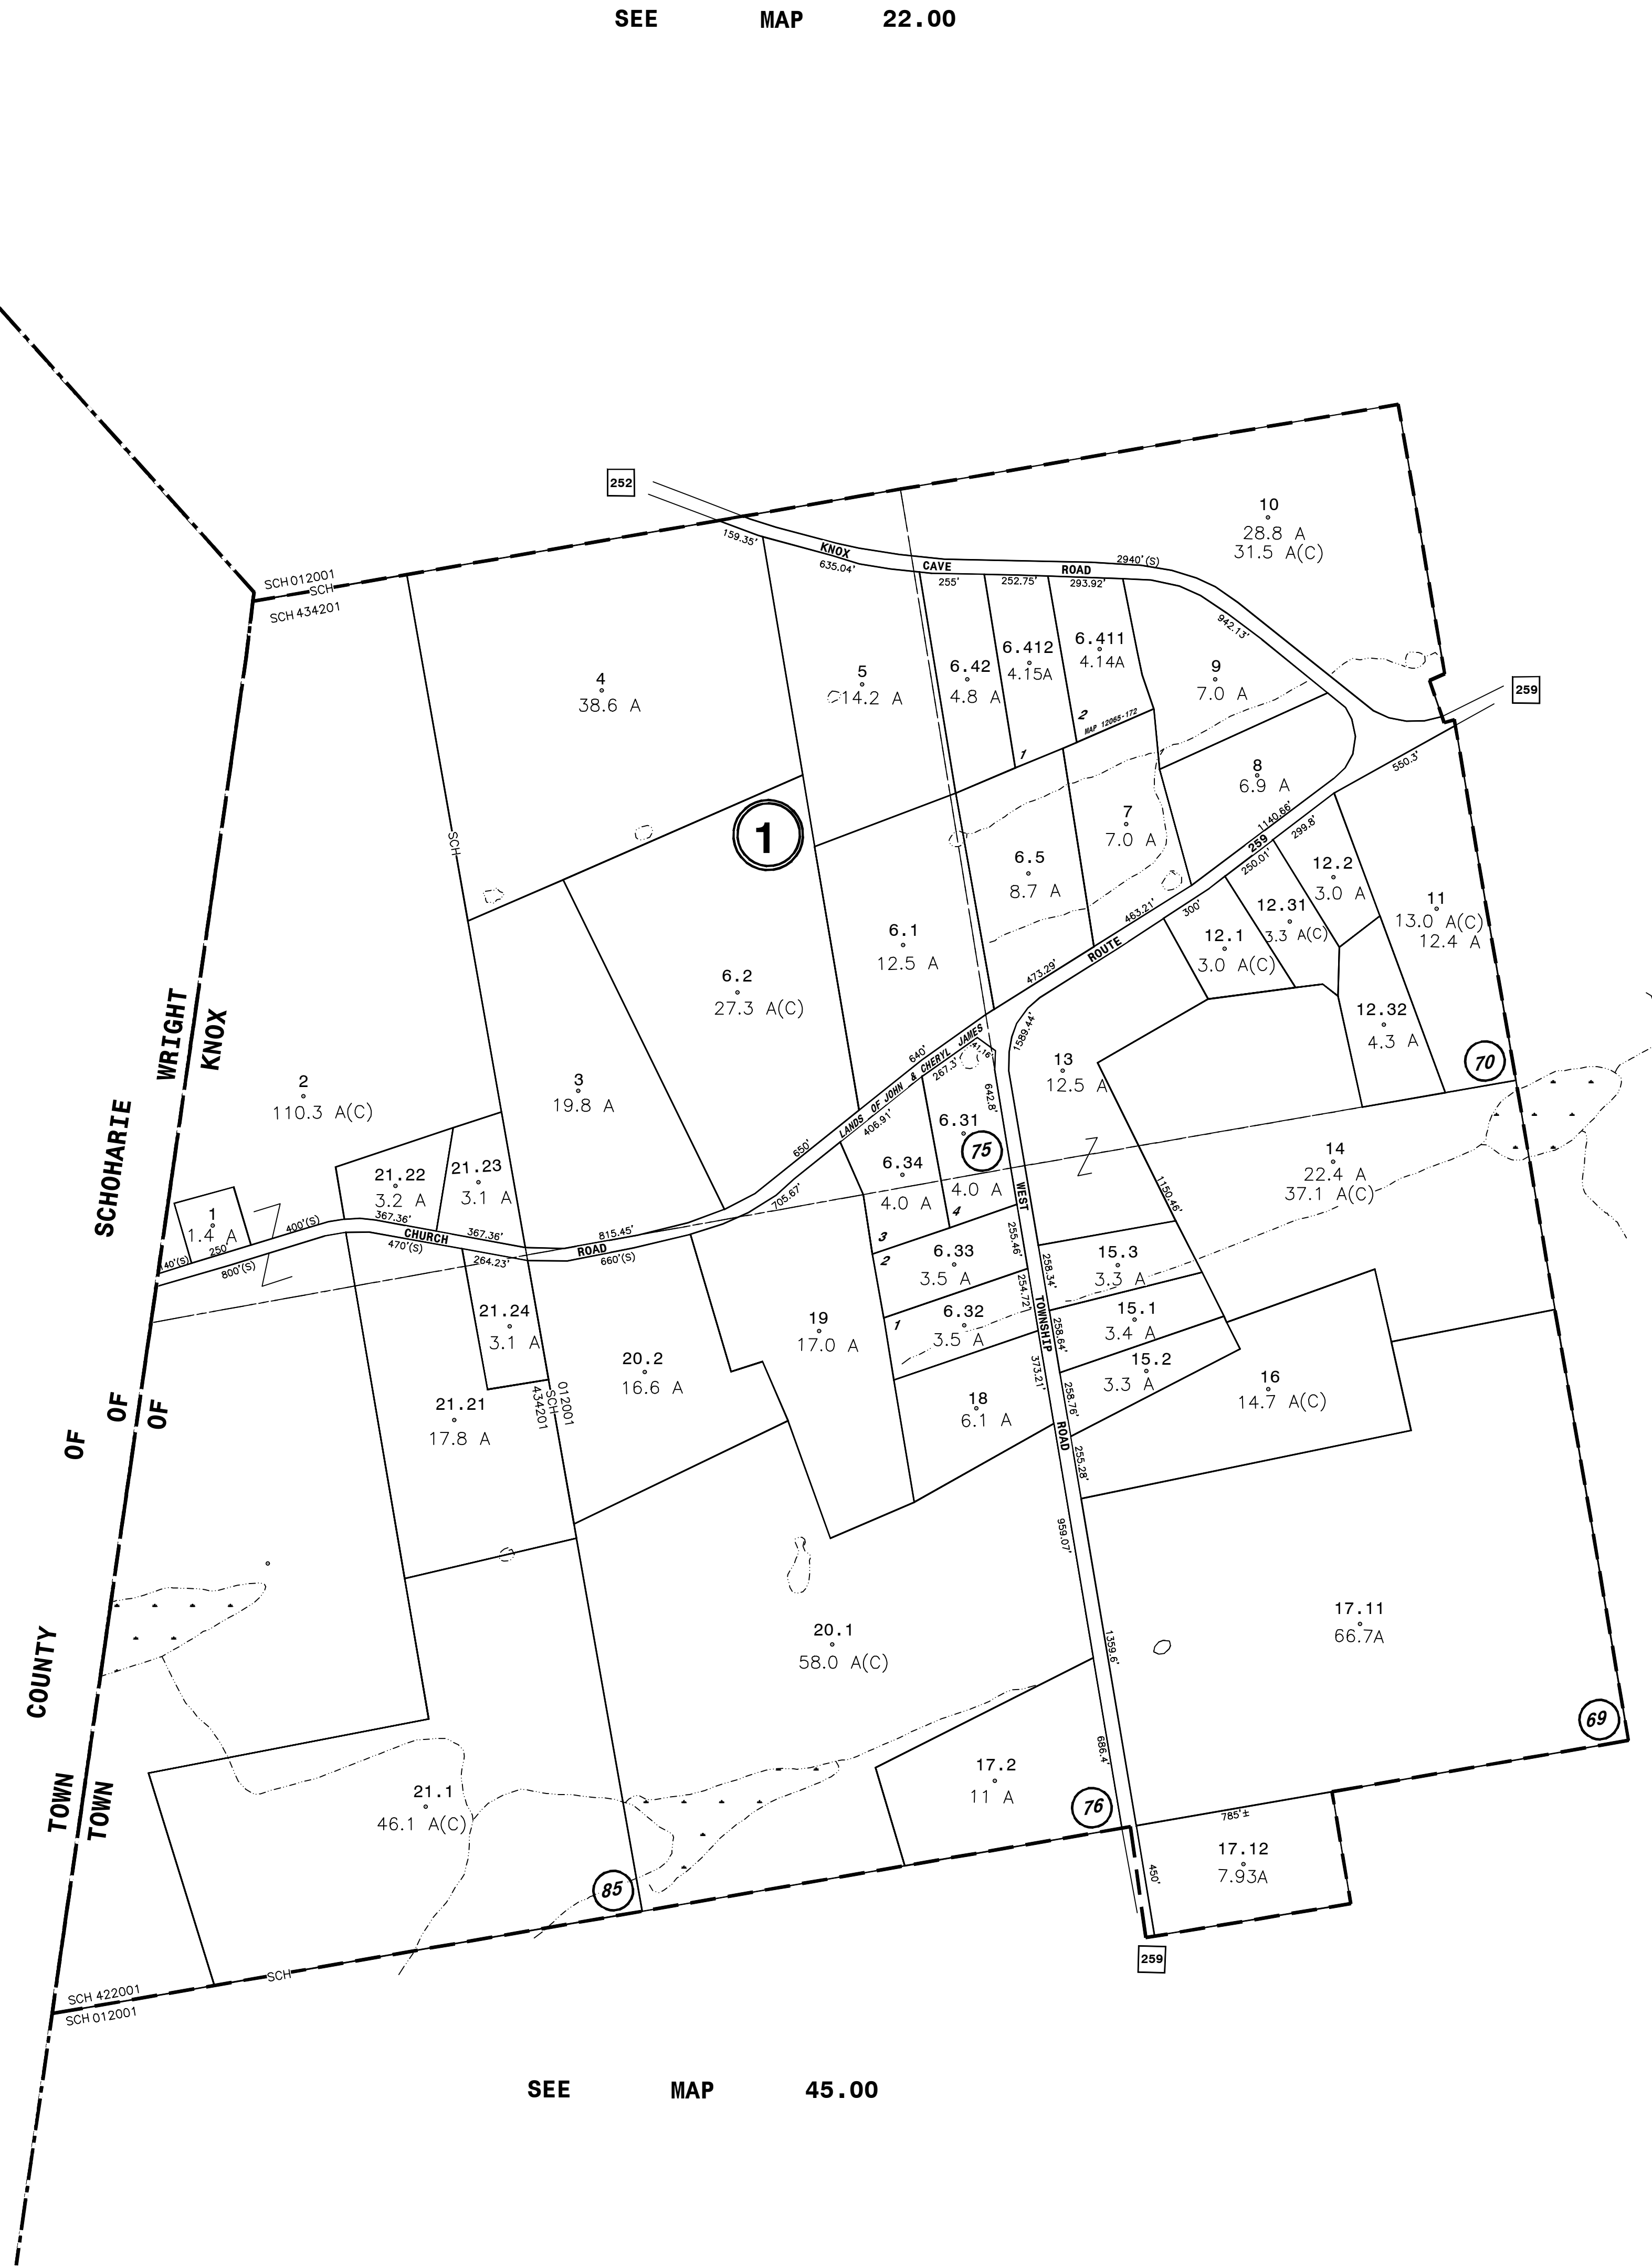 SEE MAP 22.00
252
159.35'
KNOX
635.04'
CAVE
ROAD
2940'(S)
255'
252.75'
293.92'
942.13'
10
28.8 A
31.5 A(C)
SCH 012001
SCH
SCH 434201
4
38.6 A
5
14.2 A
6.42
4.8 A
6.412
4.15A
6.411
4.14A
9
7.0 A
2
MAP 12065-172
1
259
550.3'
8
6.9 A
1140.66'
299.8'
259
250.01'
SCH
1
7
7.0 A
6.5
8.7 A
12.2
3.0 A
12.31
3.3 A(C)
11
13.0 A(C)
12.4 A
463.21'
300'
ROUTE
12.1
3.0 A(C)
6.1
12.5 A
473.29'
6.2
27.3 A(C)
12.32
4.3 A
WRIGHT
KNOX
640'
LANDS OF JOHN & CHERYL JAMES
41.16'
267.3'
1589.44'
13
12.5 A
70
2
110.3 A(C)
3
19.8 A
406.91'
642.8'
6.31
75
4.0 A
4
650'
6.34
4.0 A
14
22.4 A
37.1 A(C)
SCHOHARIE
21.22
3.2 A
21.23
3.1 A
705.67'
WEST
1150.46'
1
1.4 A
250'
400'(S)
367.36'
CHURCH
367.36'
815.45'
ROAD
660'(S)
470'(S)
264.23'
140'(S)
800'(S)
3
2
6.33
3.5 A
255.46'
258.34'
15.3
3.3 A
254.72'
1
6.32
3.5 A
TOWNSHIP
258.64'
15.1
3.4 A
21.24
3.1 A
19
17.0 A
373.21'
15.2
3.3 A
20.2
16.6 A
258.76'
16
14.7 A(C)
012001
SCH
434201
21.21
17.8 A
18
6.1 A
ROAD
255.28'
OF
OF
OF
959.07'
17.11
66.7A
20.1
58.0 A(C)
1359.6'
COUNTY
69
686.4'
17.2
11 A
76
785'±
21.1
46.1 A(C)
TOWN
TOWN
17.12
7.93A
450'
85
259
SCH
SCH 422001
SCH 012001
SEE MAP 45.00